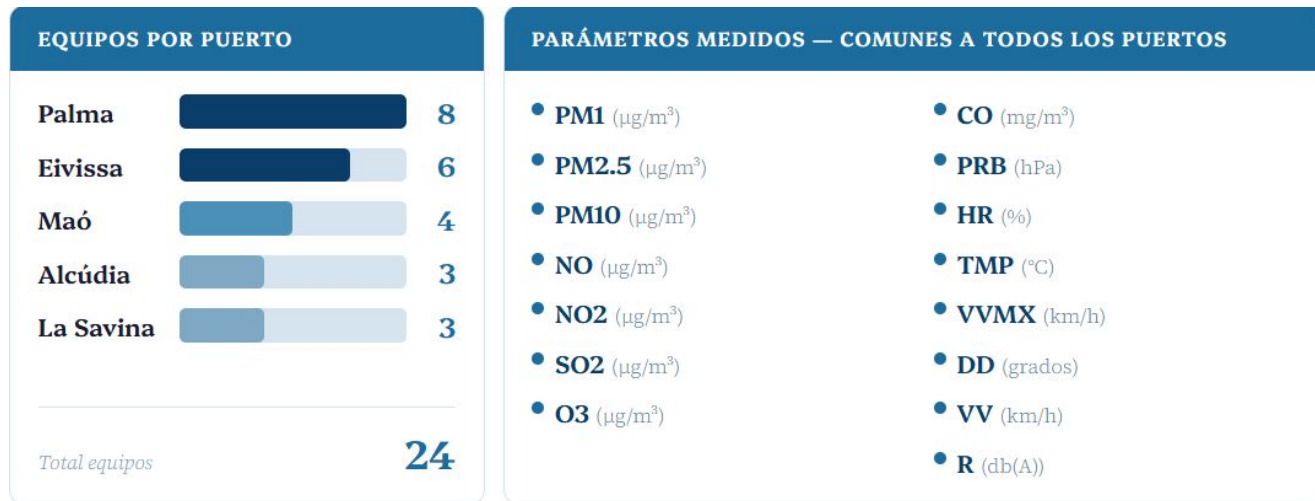 EQUIPOS POR PUERTO
Palma 8
Eivissa 6
Maó 4
Alcúdia 3
La Savina 3
Total equipos 24
PARÁMETROS MEDIDOS — COMUNES A TODOS LOS PUERTOS
PM1 (µg/m³)
PM2.5 (µg/m³)
PM10 (µg/m³)
NO (µg/m³)
NO2 (µg/m³)
SO2 (µg/m³)
O3 (µg/m³)
CO (mg/m³)
PRB (hPa)
HR (%)
TMP (°C)
VVMX (km/h)
DD (grados)
VV (km/h)
R (db(A))